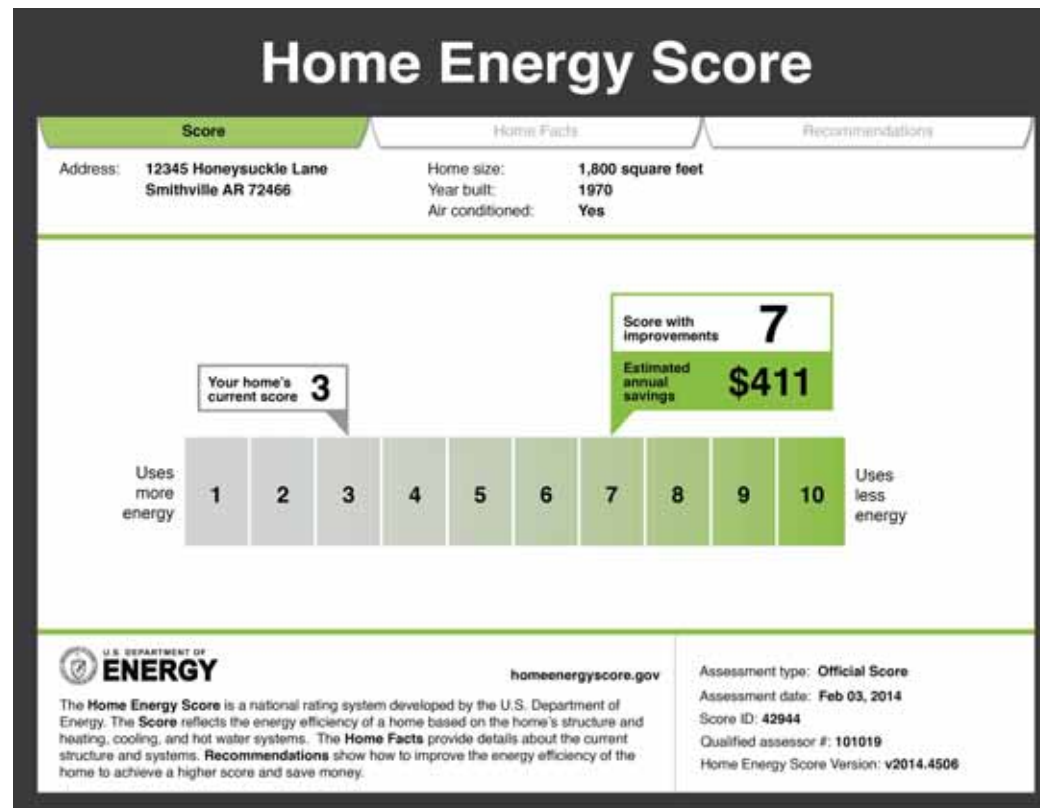 Home Energy Score
Score
Home Facts
Recommendations
Address: 12345 Honeysuckle Lane
Smithville AR 72466
Home size: 1,800 square feet
Year built: 1970
Air conditioned: Yes
Score with
improvements
7
Estimated
annual
savings
$411
Your home's
current score
3
Uses
more
energy
1 2 3 4 5 6 7 8 9 10
Uses
less
energy
U.S. DEPARTMENT OF
ENERGY
homeenergyscore.gov
The Home Energy Score is a national rating system developed by the U.S. Department of
Energy. The Score reflects the energy efficiency of a home based on the home's structure and
heating, cooling, and hot water systems. The Home Facts provide details about the current
structure and systems. Recommendations show how to improve the energy efficiency of the
home to achieve a higher score and save money.
Assessment type: Official Score
Assessment date: Feb 03, 2014
Score ID: 42944
Qualified assessor #: 101019
Home Energy Score Version: v2014.4506